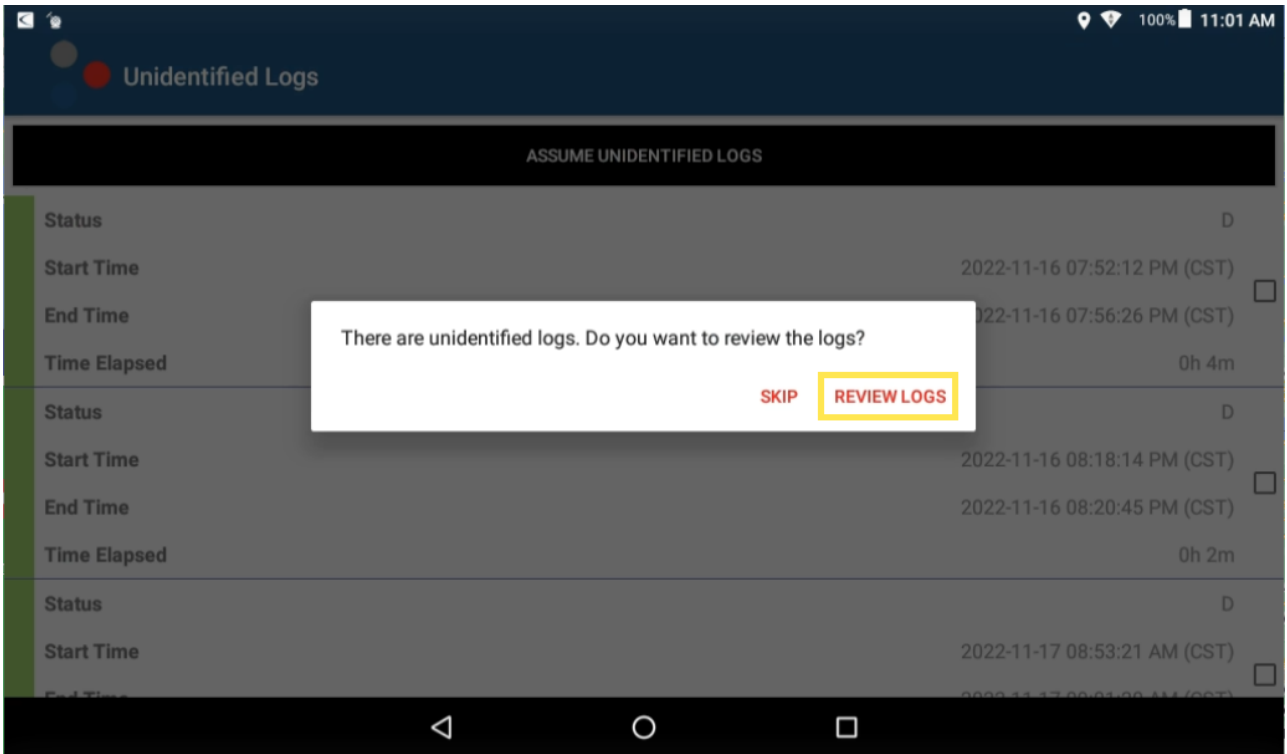 100% 11:01 AM
Unidentified Logs
ASSUME UNIDENTIFIED LOGS
Status D
Start Time 2022-11-16 07:52:12 PM (CST)
End Time 022-11-16 07:56:26 PM (CST)
Time Elapsed 0h 4m
There are unidentified logs. Do you want to review the logs?
SKIP REVIEW LOGS
Status D
Start Time 2022-11-16 08:18:14 PM (CST)
End Time 2022-11-16 08:20:45 PM (CST)
Time Elapsed 0h 2m
Status D
Start Time 2022-11-17 08:53:21 AM (CST)
End Time